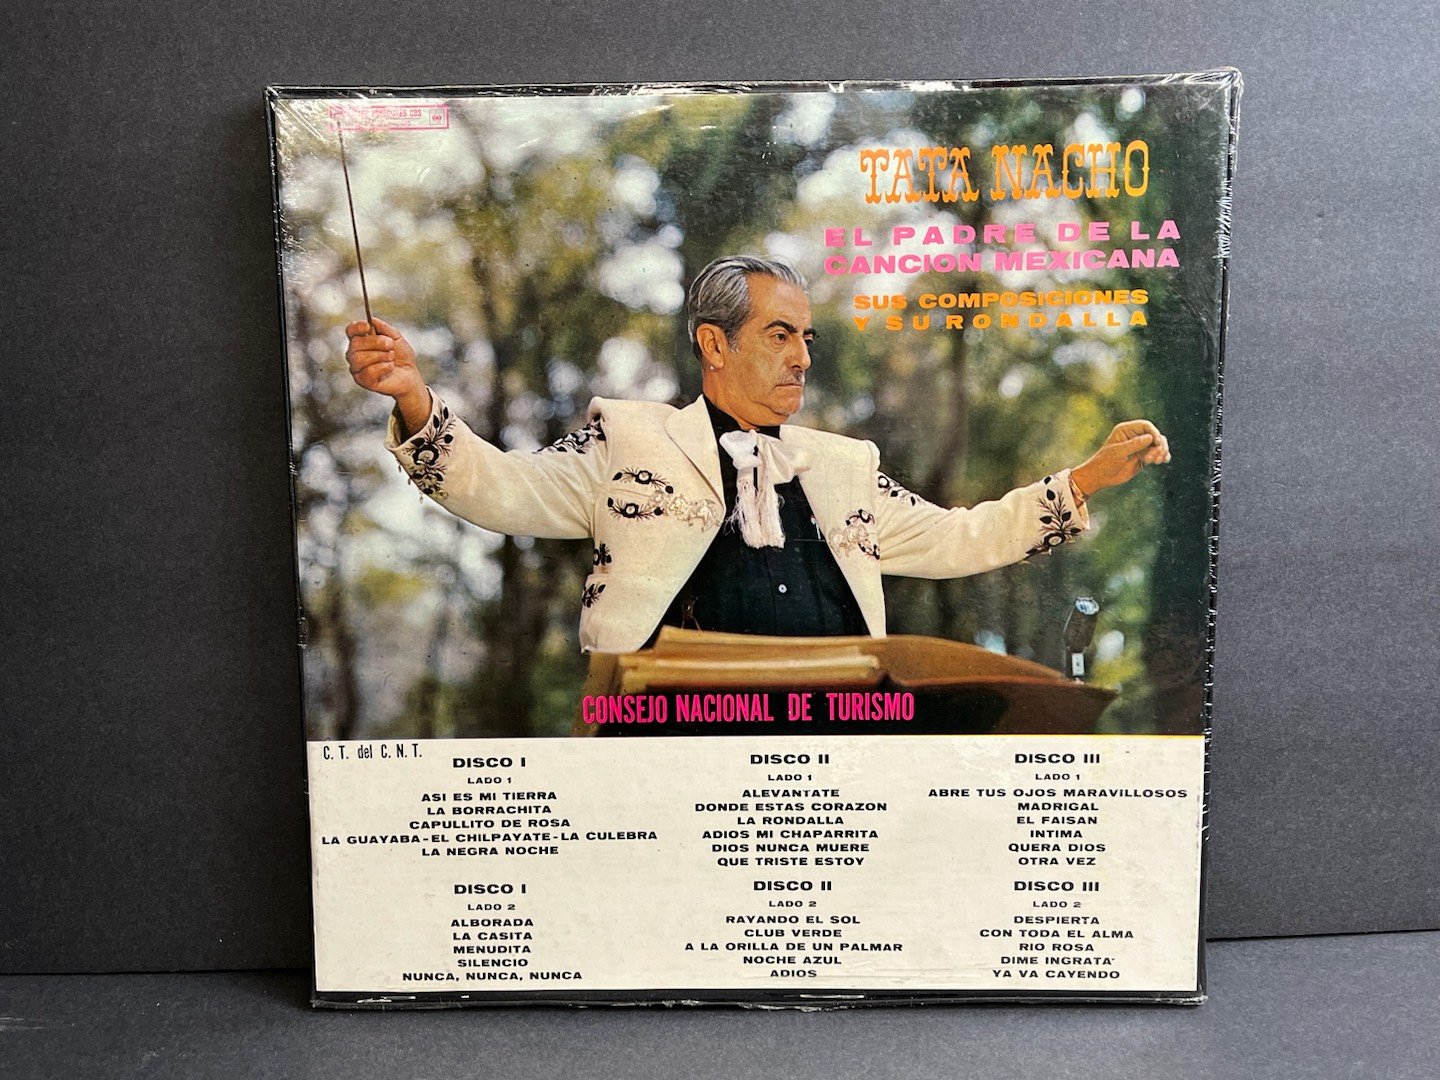 CBS
TATA NACHO
EL PADRE DE LA
CANCION MEXICANA
SUS COMPOSICIONES
Y SU RONDALLA
CONSEJO NACIONAL DE TURISMO
C. T. del C. N. T.
DISCO I
LADO 1
ASI ES MI TIERRA
LA BORRACHITA
CAPULLITO DE ROSA
LA GUAYABA-EL CHILPAYATE-LA CULEBRA
LA NEGRA NOCHE
DISCO II
LADO 1
ALEVANTATE
DONDE ESTAS CORAZON
LA RONDALLA
ADIOS MI CHAPARRITA
DIOS NUNCA MUERE
QUE TRISTE ESTOY
DISCO III
LADO 1
ABRE TUS OJOS MARAVILLOSOS
MADRIGAL
EL FAISAN
INTIMA
QUERA DIOS
OTRA VEZ
DISCO I
LADO 2
ALBORADA
LA CASITA
MENUDITA
SILENCIO
NUNCA, NUNCA, NUNCA
DISCO II
LADO 2
RAYANDO EL SOL
CLUB VERDE
A LA ORILLA DE UN PALMAR
NOCHE AZUL
ADIOS
DISCO III
LADO 2
DESPIERTA
CON TODA EL ALMA
RIO ROSA
DIME INGRATA'
YA VA CAYENDO